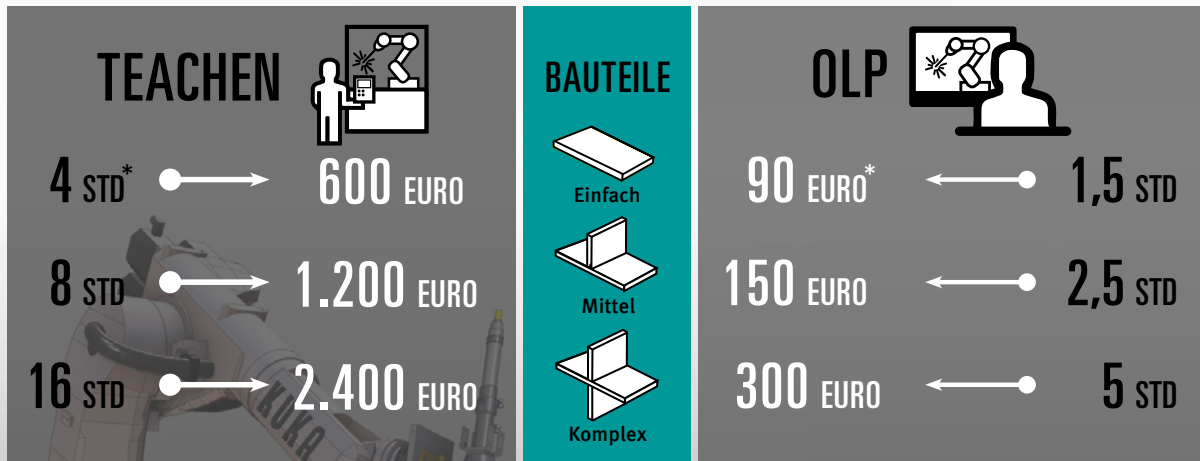 TEACHEN
BAUTEILE
OLP
4 STD*
600 EURO
Einfach
90 EURO*
1,5 STD
8 STD
1.200 EURO
Mittel
150 EURO
2,5 STD
16 STD
2.400 EURO
Komplex
300 EURO
5 STD
KUKA